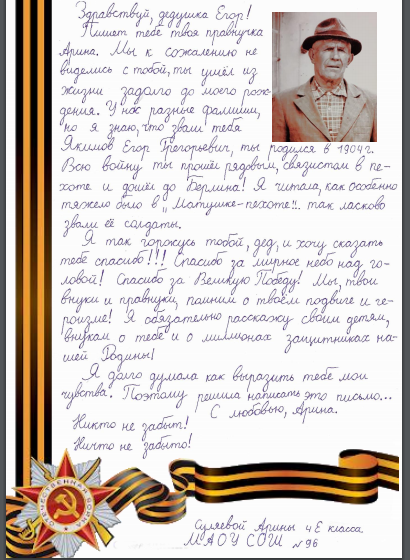 Здравствуй, дедушка Егор!
Пишет тебе твоя правнучка
Арина. Мы к сожалению не
виделись с тобой, ты ушёл из
жизни задолго до моего рож-
дения. У нас разные фамилии,
но я знаю, что звали тебя
Якимов Егор Григорьевич, ты родился в 1904 г.
Всю войну ты прошёл рядовым, связистом в пе-
хоте и дошёл до Берлина! Я читала, как особенно
тяжело было в „Матушке-пехоте". так ласково
звали её солдаты.
Я так горжусь тобой, дед, и хочу сказать
тебе спасибо!!! Спасибо за мирное небо над го-
ловой! Спасибо за Великую Победу! Мы, твои
внуки и правнуки, помним о твоём подвиге и ге-
роизме! Я обязательно расскажу своим детям,
внукам о тебе и о миллионах защитниках на-
шей Родины!
Я долго думала как выразить тебе мои
чувства. Поэтому решила написать это письмо...
С любовью, Арина.
Никто не забыт!
Ничто не забыто!
ОТЕЧЕСТВЕННАЯ ВОЙНА
Суляевой Арины 4 Е класса
МАОУ СОШ №96